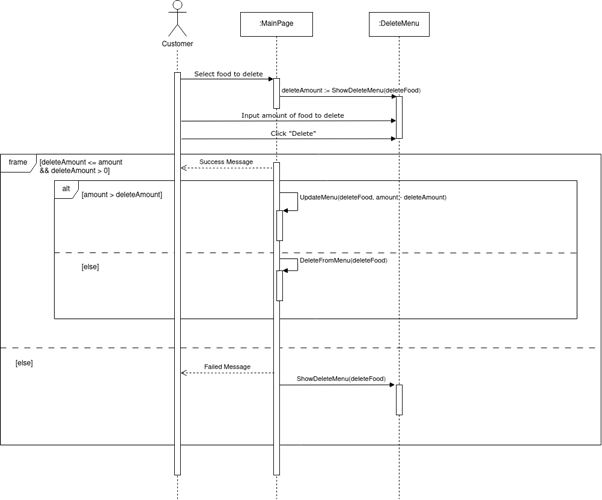 :MainPage
:DeleteMenu
Customer
Select food to delete
deleteAmount := ShowDeleteMenu(deleteFood)
Input amount of food to delete
Click "Delete"
frame
[deleteAmount <= amount
&& deleteAmount > 0]
Success Message
alt
[amount > deleteAmount]
UpdateMenu(deleteFood, amount - deleteAmount)
[else]
DeleteFromMenu(deleteFood)
[else]
Failed Message
ShowDeleteMenu(deleteFood)